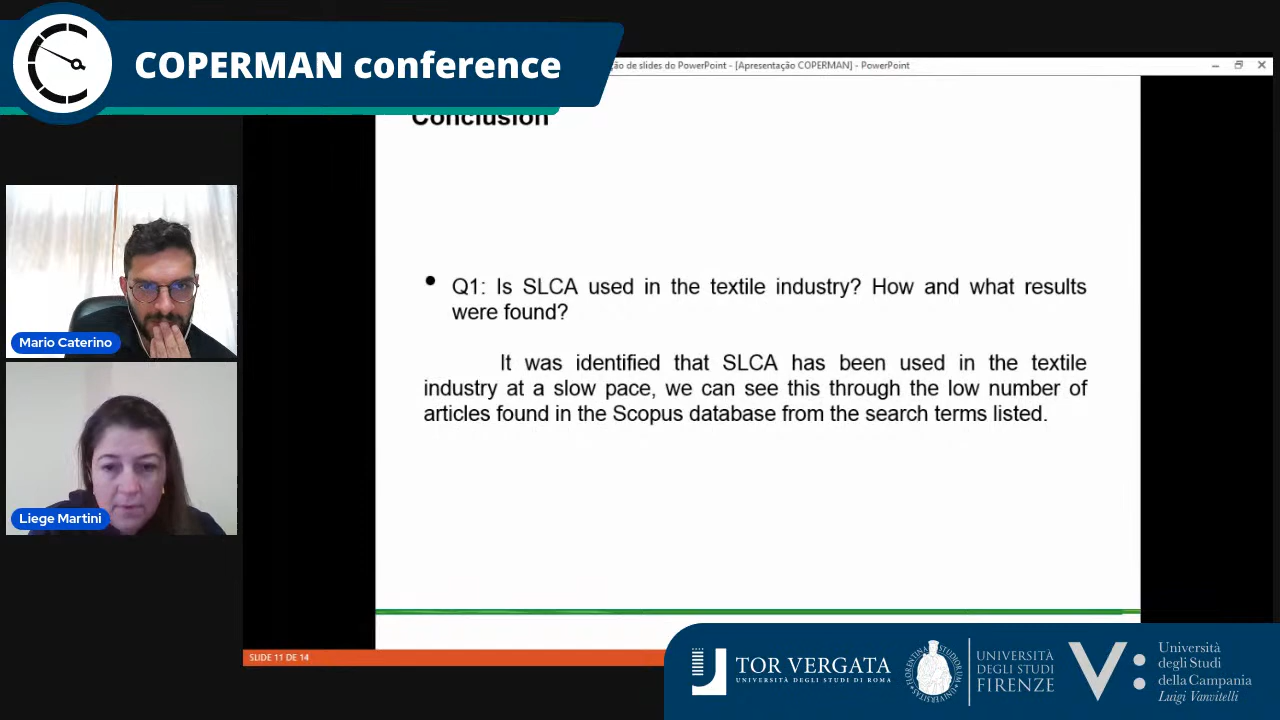 COPERMAN conference
ção de slides do PowerPoint - [Apresentação COPERMAN] - PowerPoint
Conclusion
Mario Caterino
Liege Martini
• Q1: Is SLCA used in the textile industry? How and what results
were found?
It was identified that SLCA has been used in the textile
industry at a slow pace, we can see this through the low number of
articles found in the Scopus database from the search terms listed.
SLIDE 11 DE 14
TOR VERGATA
UNIVERSITÀ DEGLI STUDI DI ROMA
UNIVERSITÀ
DEGLI STUDI
FIRENZE
V:
Università
degli Studi
della Campania
Luigi Vanvitelli